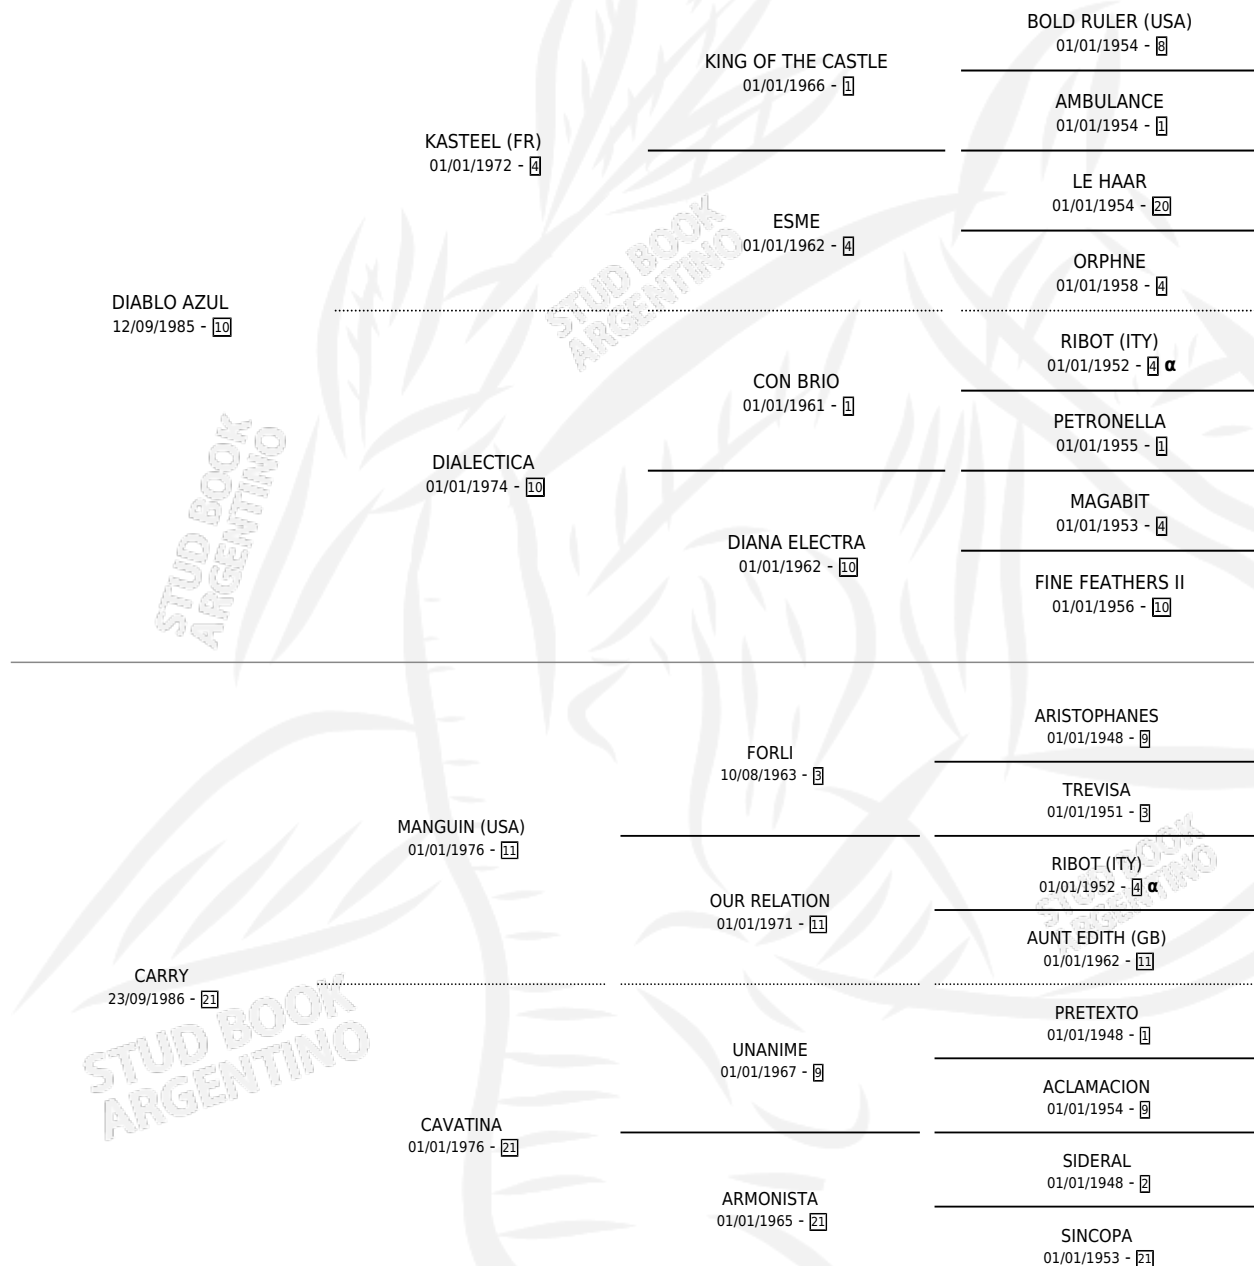 BOLD RULER (USA)
01/01/1954 - 8
KING OF THE CASTLE
01/01/1966 - 1
AMBULANCE
01/01/1954 - 1
KASTEEL (FR)
01/01/1972 - 4
LE HAAR
01/01/1954 - 20
ESME
01/01/1962 - 4
ORPHNE
01/01/1958 - 4
STUD BOOK
ARGENTINO
DIABLO AZUL
12/09/1985 - 10
RIBOT (ITY)
01/01/1952 - 4 α
CON BRIO
01/01/1961 - 1
PETRONELLA
01/01/1955 - 1
DIALECTICA
01/01/1974 - 10
MAGABIT
01/01/1953 - 4
DIANA ELECTRA
01/01/1962 - 10
FINE FEATHERS II
01/01/1956 - 10
STUD BOOK
ARGENTINO
ARISTOPHANES
01/01/1948 - 9
FORLI
10/08/1963 - 3
TREVISA
01/01/1951 - 3
MANGUIN (USA)
01/01/1976 - 11
RIBOT (ITY)
01/01/1952 - 4 α
STUD BOOK
ARGENTINO
OUR RELATION
01/01/1971 - 11
AUNT EDITH (GB)
01/01/1962 - 11
CARRY
23/09/1986 - 21
STUD BOOK
ARGENTINO
PRETEXTO
01/01/1948 - 1
UNANIME
01/01/1967 - 9
ACLAMACION
01/01/1954 - 9
CAVATINA
01/01/1976 - 21
SIDERAL
01/01/1948 - 2
ARMONISTA
01/01/1965 - 21
SINCOPA
01/01/1953 - 21